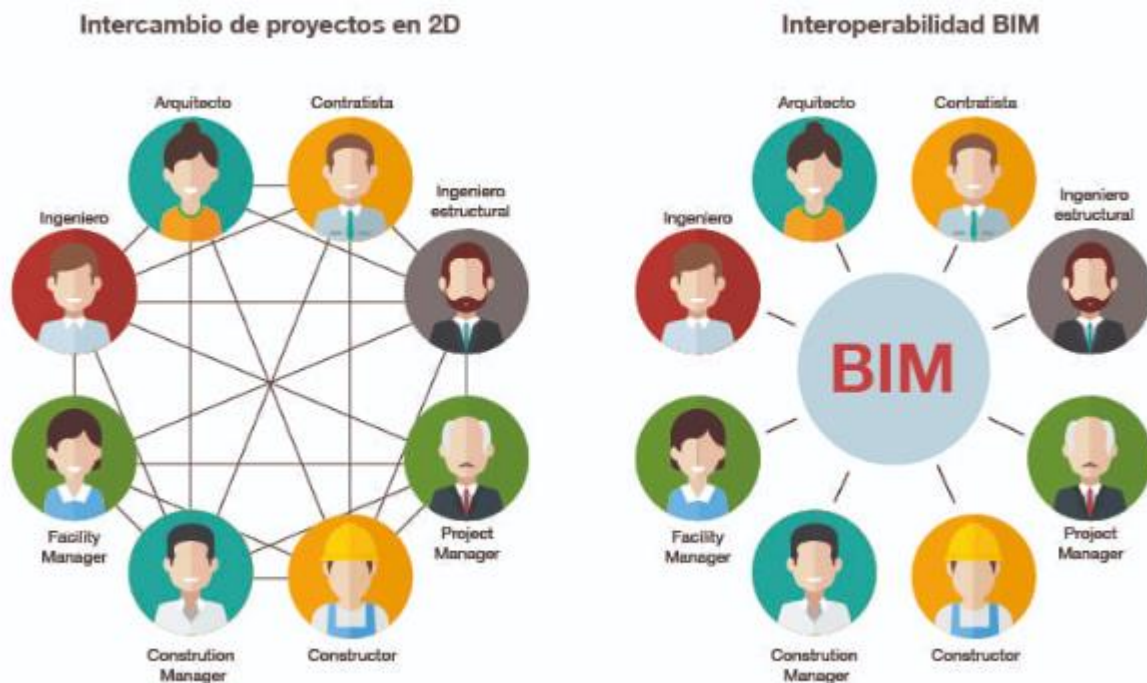 Intercambio de proyectos en 2D
Arquitecto
Contratista
Ingeniero
Ingeniero
estructural
Facility
Manager
Project
Manager
Constrution
Manager
Constructor
Interoperabilidad BIM
Arquitecto
Contratista
Ingeniero
Ingeniero
estructural
BIM
Facility
Manager
Project
Manager
Constrution
Manager
Constructor